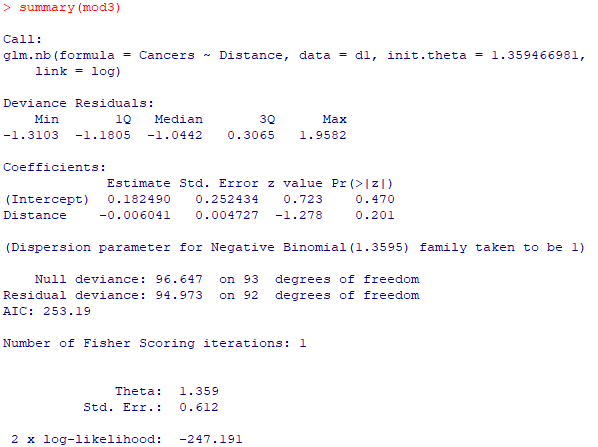 > summary(mod3)
Call:
glm.nb(formula = Cancers ~ Distance, data = d1, init.theta = 1.359466981,
    link = log)
Deviance Residuals:
    Min       1Q   Median       3Q      Max
-1.3103  -1.1805  -1.0442   0.3065   1.9582
Coefficients:
             Estimate Std. Error z value Pr(>|z|)
(Intercept)  0.182490   0.252434   0.723    0.470
Distance    -0.006041   0.004727  -1.278    0.201
(Dispersion parameter for Negative Binomial(1.3595) family taken to be 1)
    Null deviance: 96.647  on 93  degrees of freedom
Residual deviance: 94.973  on 92  degrees of freedom
AIC: 253.19
Number of Fisher Scoring iterations: 1
              Theta:  1.359
          Std. Err.:  0.612
 2 x log-likelihood:  -247.191